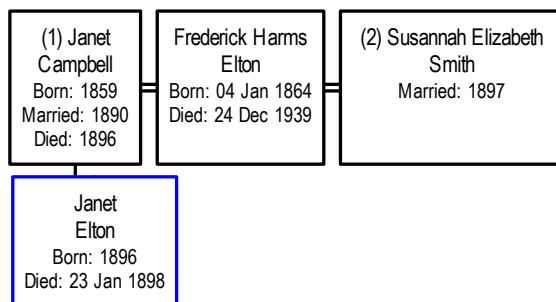 (1) Janet
Campbell
Born: 1859
Married: 1890
Died: 1896
Frederick Harms
Elton
Born: 04 Jan 1864
Died: 24 Dec 1939
(2) Susannah Elizabeth
Smith
Married: 1897
Janet
Elton
Born: 1896
Died: 23 Jan 1898